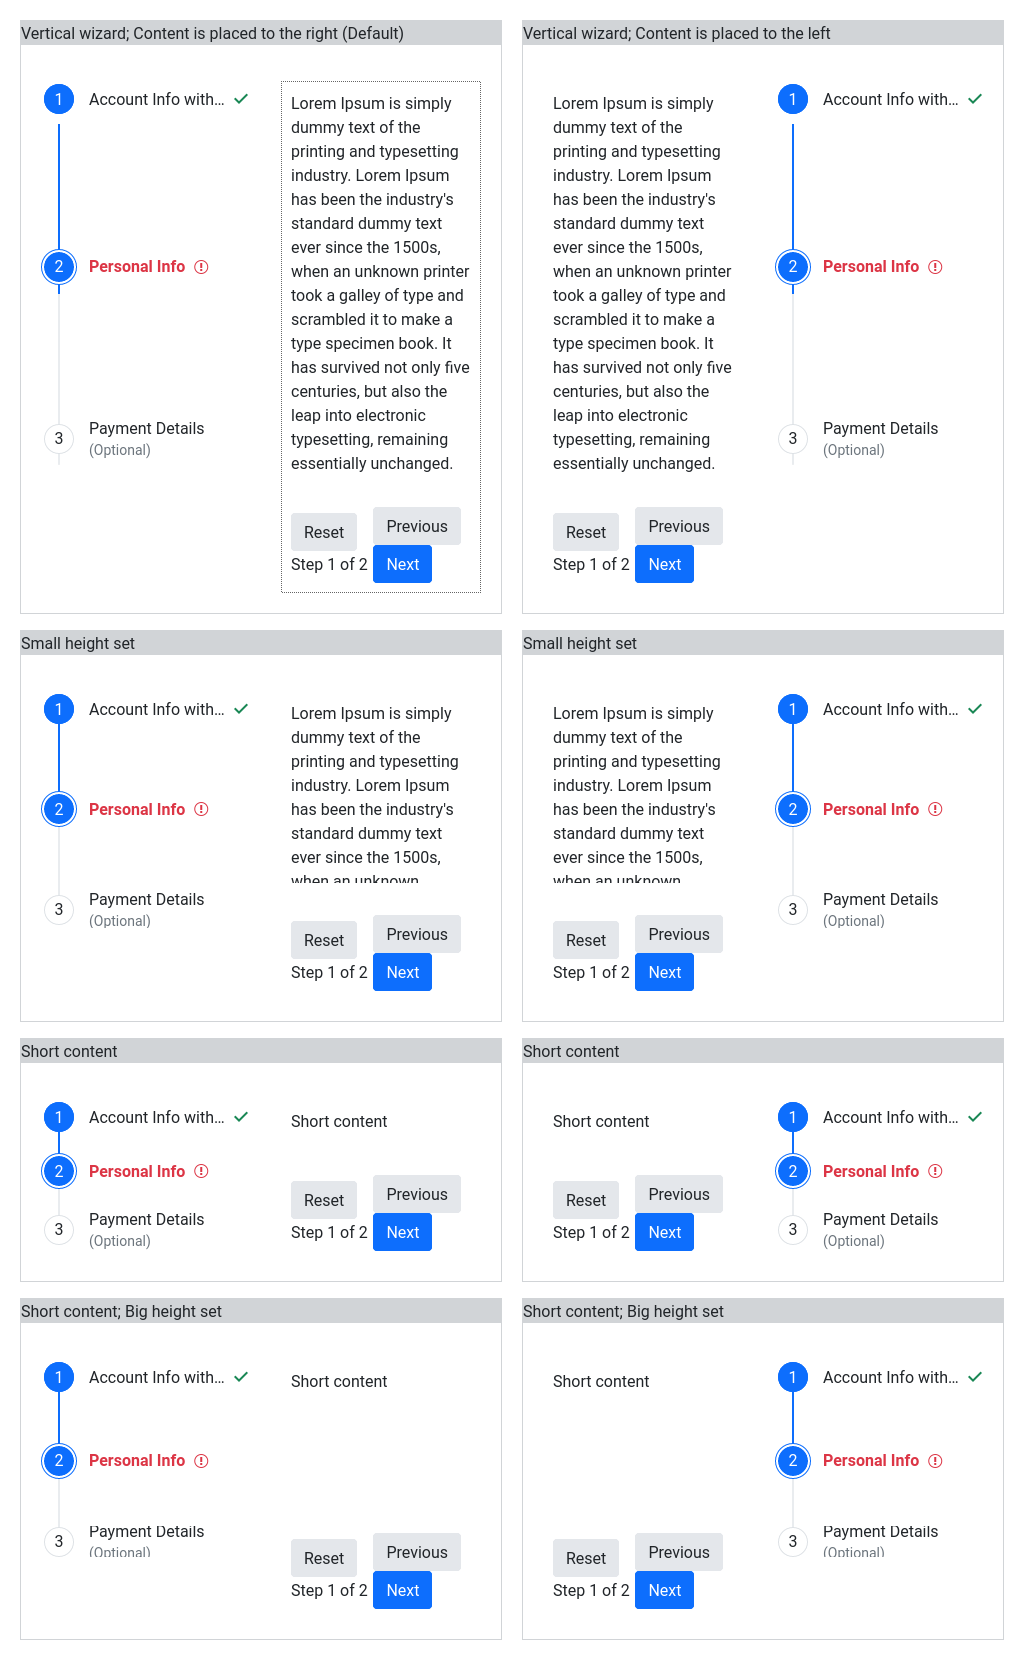 Vertical wizard; Content is placed to the right (Default)
1 Account Info with...
2 Personal Info
3 Payment Details
(Optional)
Lorem Ipsum is simply
dummy text of the
printing and typesetting
industry. Lorem Ipsum
has been the industry's
standard dummy text
ever since the 1500s,
when an unknown printer
took a galley of type and
scrambled it to make a
type specimen book. It
has survived not only five
centuries, but also the
leap into electronic
typesetting, remaining
essentially unchanged.
Reset Previous
Step 1 of 2 Next
Vertical wizard; Content is placed to the left
Lorem Ipsum is simply
dummy text of the
printing and typesetting
industry. Lorem Ipsum
has been the industry's
standard dummy text
ever since the 1500s,
when an unknown printer
took a galley of type and
scrambled it to make a
type specimen book. It
has survived not only five
centuries, but also the
leap into electronic
typesetting, remaining
essentially unchanged.
Reset Previous
Step 1 of 2 Next
1 Account Info with...
2 Personal Info
3 Payment Details
(Optional)
Small height set
1 Account Info with...
2 Personal Info
3 Payment Details
(Optional)
Lorem Ipsum is simply
dummy text of the
printing and typesetting
industry. Lorem Ipsum
has been the industry's
standard dummy text
ever since the 1500s,
when an unknown
Reset Previous
Step 1 of 2 Next
Small height set
Lorem Ipsum is simply
dummy text of the
printing and typesetting
industry. Lorem Ipsum
has been the industry's
standard dummy text
ever since the 1500s,
when an unknown
Reset Previous
Step 1 of 2 Next
1 Account Info with...
2 Personal Info
3 Payment Details
(Optional)
Short content
1 Account Info with...
2 Personal Info
3 Payment Details
(Optional)
Short content
Reset Previous
Step 1 of 2 Next
Short content
Short content
Reset Previous
Step 1 of 2 Next
1 Account Info with...
2 Personal Info
3 Payment Details
(Optional)
Short content; Big height set
1 Account Info with...
2 Personal Info
3 Payment Details
(Optional)
Short content
Reset Previous
Step 1 of 2 Next
Short content; Big height set
Short content
Reset Previous
Step 1 of 2 Next
1 Account Info with...
2 Personal Info
3 Payment Details
(Optional)